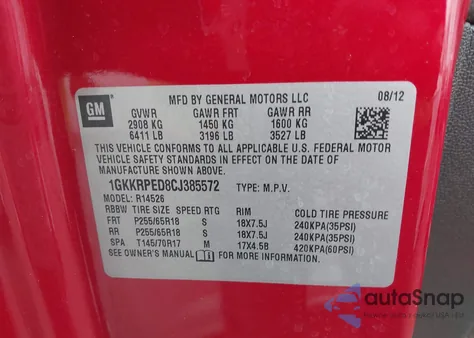 GM
MFD BY GENERAL MOTORS LLC 08/12
GVWR GAWR FRT GAWR RR
2908 KG 1450 KG 1600 KG
6411 LB 3196 LB 3527 LB
THIS VEHICLE CONFORMS TO ALL APPLICABLE U.S. FEDERAL MOTOR
VEHICLE SAFETY STANDARDS IN EFFECT ON THE DATE OF
MANUFACTURE SHOWN ABOVE.
1GKKRPED8CJ385572 TYPE: M.P.V.
MODEL: R14526
RBBW TIRE SIZE SPEED RTG RIM COLD TIRE PRESSURE
FRT P255/65R18 S 18X7.5J 240KPA(35PSI)
RR P255/65R18 S 18X7.5J 240KPA(35PSI)
SPA T145/70R17 M 17X4.5B 420KPA(60PSI)
SEE OWNER'S MANUAL FOR MORE INFORMATION
autaSnap